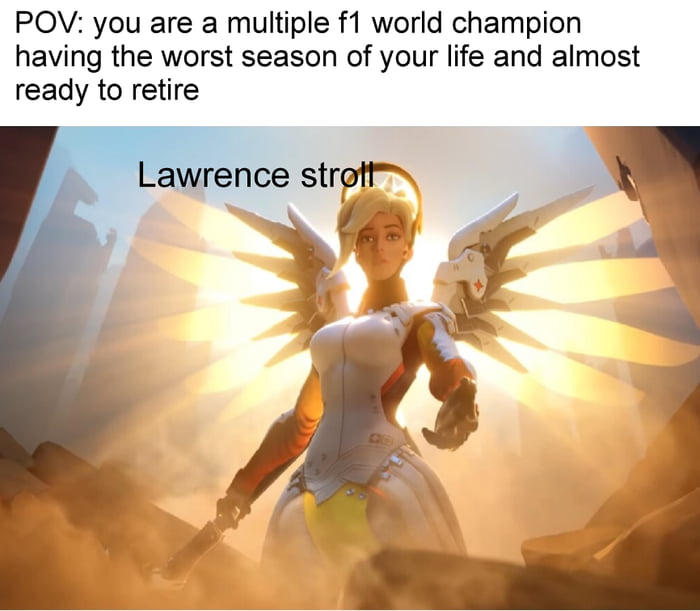 POV: you are a multiple f1 world champion
having the worst season of your life and almost
ready to retire
Lawrence stroll